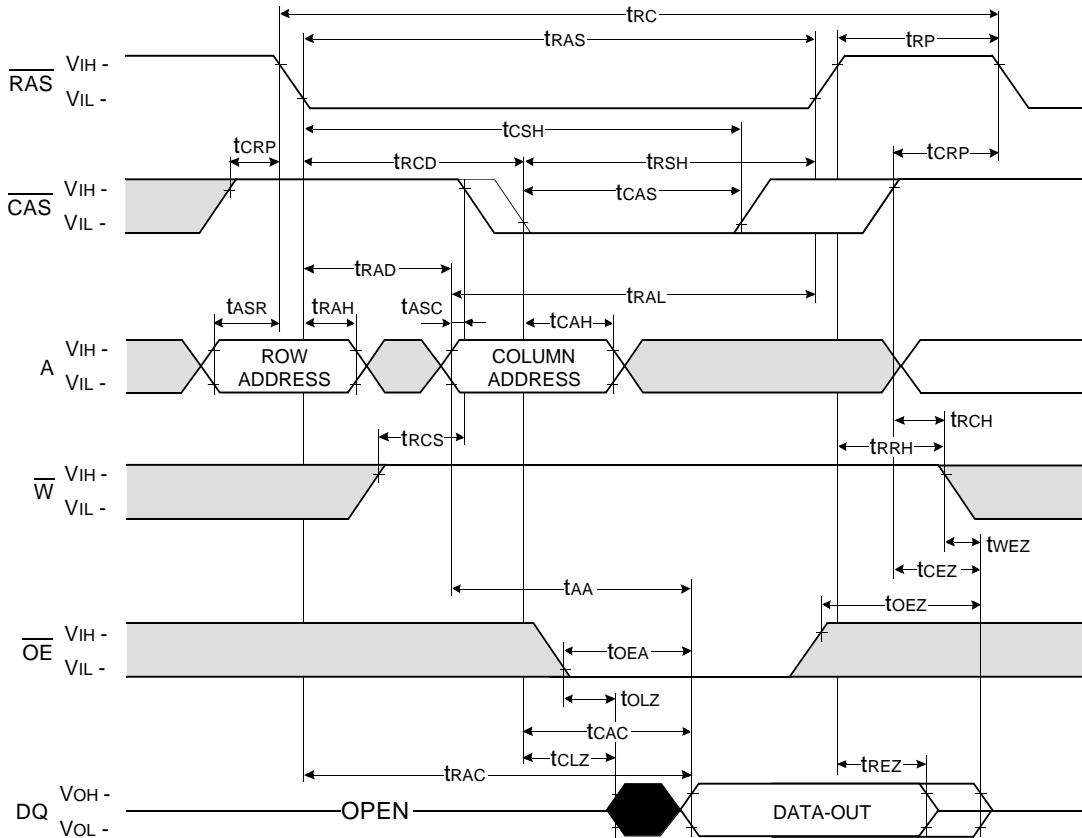 tRC
tRAS
tRP
RAS
VIH -
VIL -
tCSH
tCRP
tRCD
tRSH
tCRP
CAS
VIH -
VIL -
tCAS
tRAD
tRAL
tASR
tRAH
tASC
tCAH
A
VIH -
VIL -
ROW
ADDRESS
COLUMN
ADDRESS
tRCH
tRCS
tRRH
W
VIH -
VIL -
tWEZ
tCEZ
tAA
tOEZ
OE
VIH -
VIL -
tOEA
tOLZ
tCAC
tCLZ
tRAC
tREZ
DQ
VOH -
VOL -
OPEN
DATA-OUT